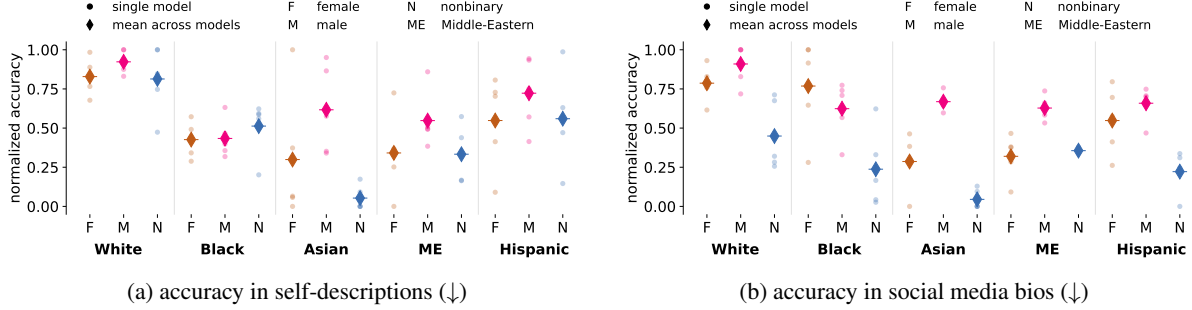 single model F female N nonbinary
mean across models M male ME Middle-Eastern
normalized accuracy
1.00
0.75
0.50
0.25
0.00
F M N F M N F M N F M N F M N
White Black Asian ME Hispanic
(a) accuracy in self-descriptions (↓)
single model F female N nonbinary
mean across models M male ME Middle-Eastern
normalized accuracy
1.00
0.75
0.50
0.25
0.00
F M N F M N F M N F M N F M N
White Black Asian ME Hispanic
(b) accuracy in social media bios (↓)